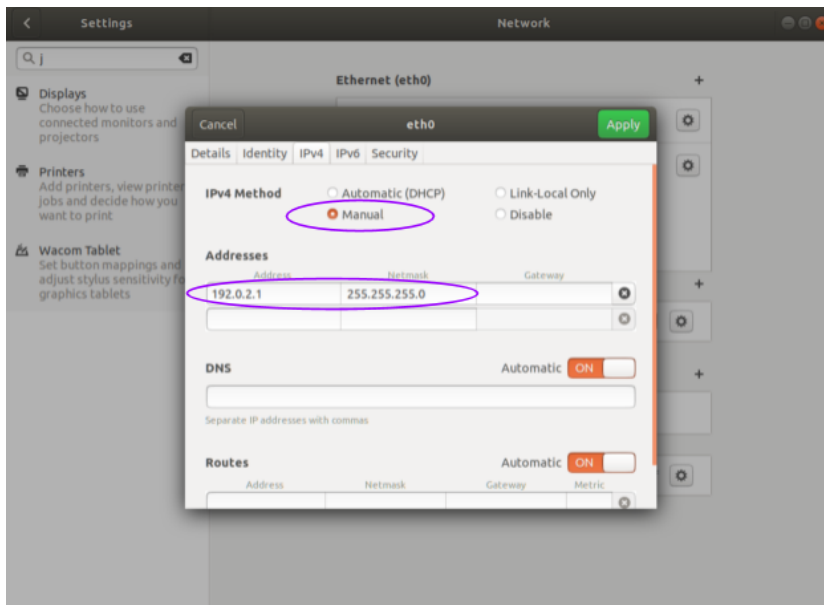 Settings
Network
j
Displays
Choose how to use
connected monitors and
projectors
Printers
Add printers, view printer
jobs and decide how you
want to print
Wacom Tablet
Set button mappings and
adjust stylus sensitivity fo
graphics tablets
Ethernet (eth0)
Cancel
eth0
Apply
Details Identity IPv4 IPv6 Security
IPv4 Method
Automatic (DHCP)
Link-Local Only
Manual
Disable
Addresses
Address Netmask Gateway
192.0.2.1 255.255.255.0
DNS
Automatic ON
Separate IP addresses with commas
Routes
Automatic ON
Address Netmask Gateway Metric